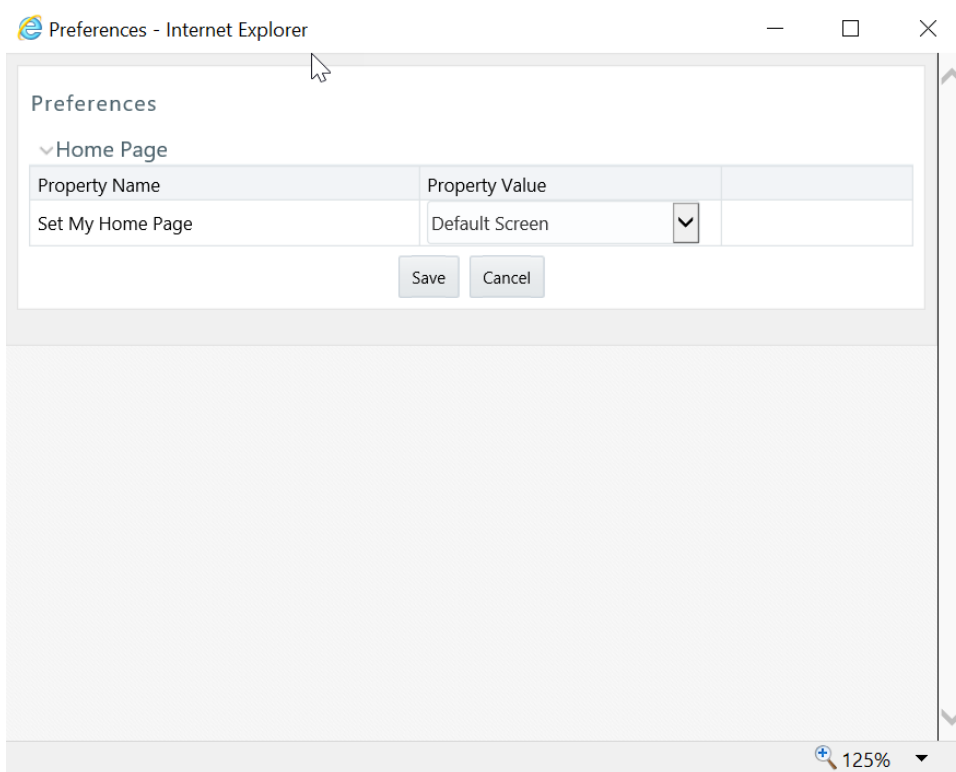 Preferences - Internet Explorer
Preferences
Home Page
Property Name Property Value
Set My Home Page Default Screen
Save Cancel
125%